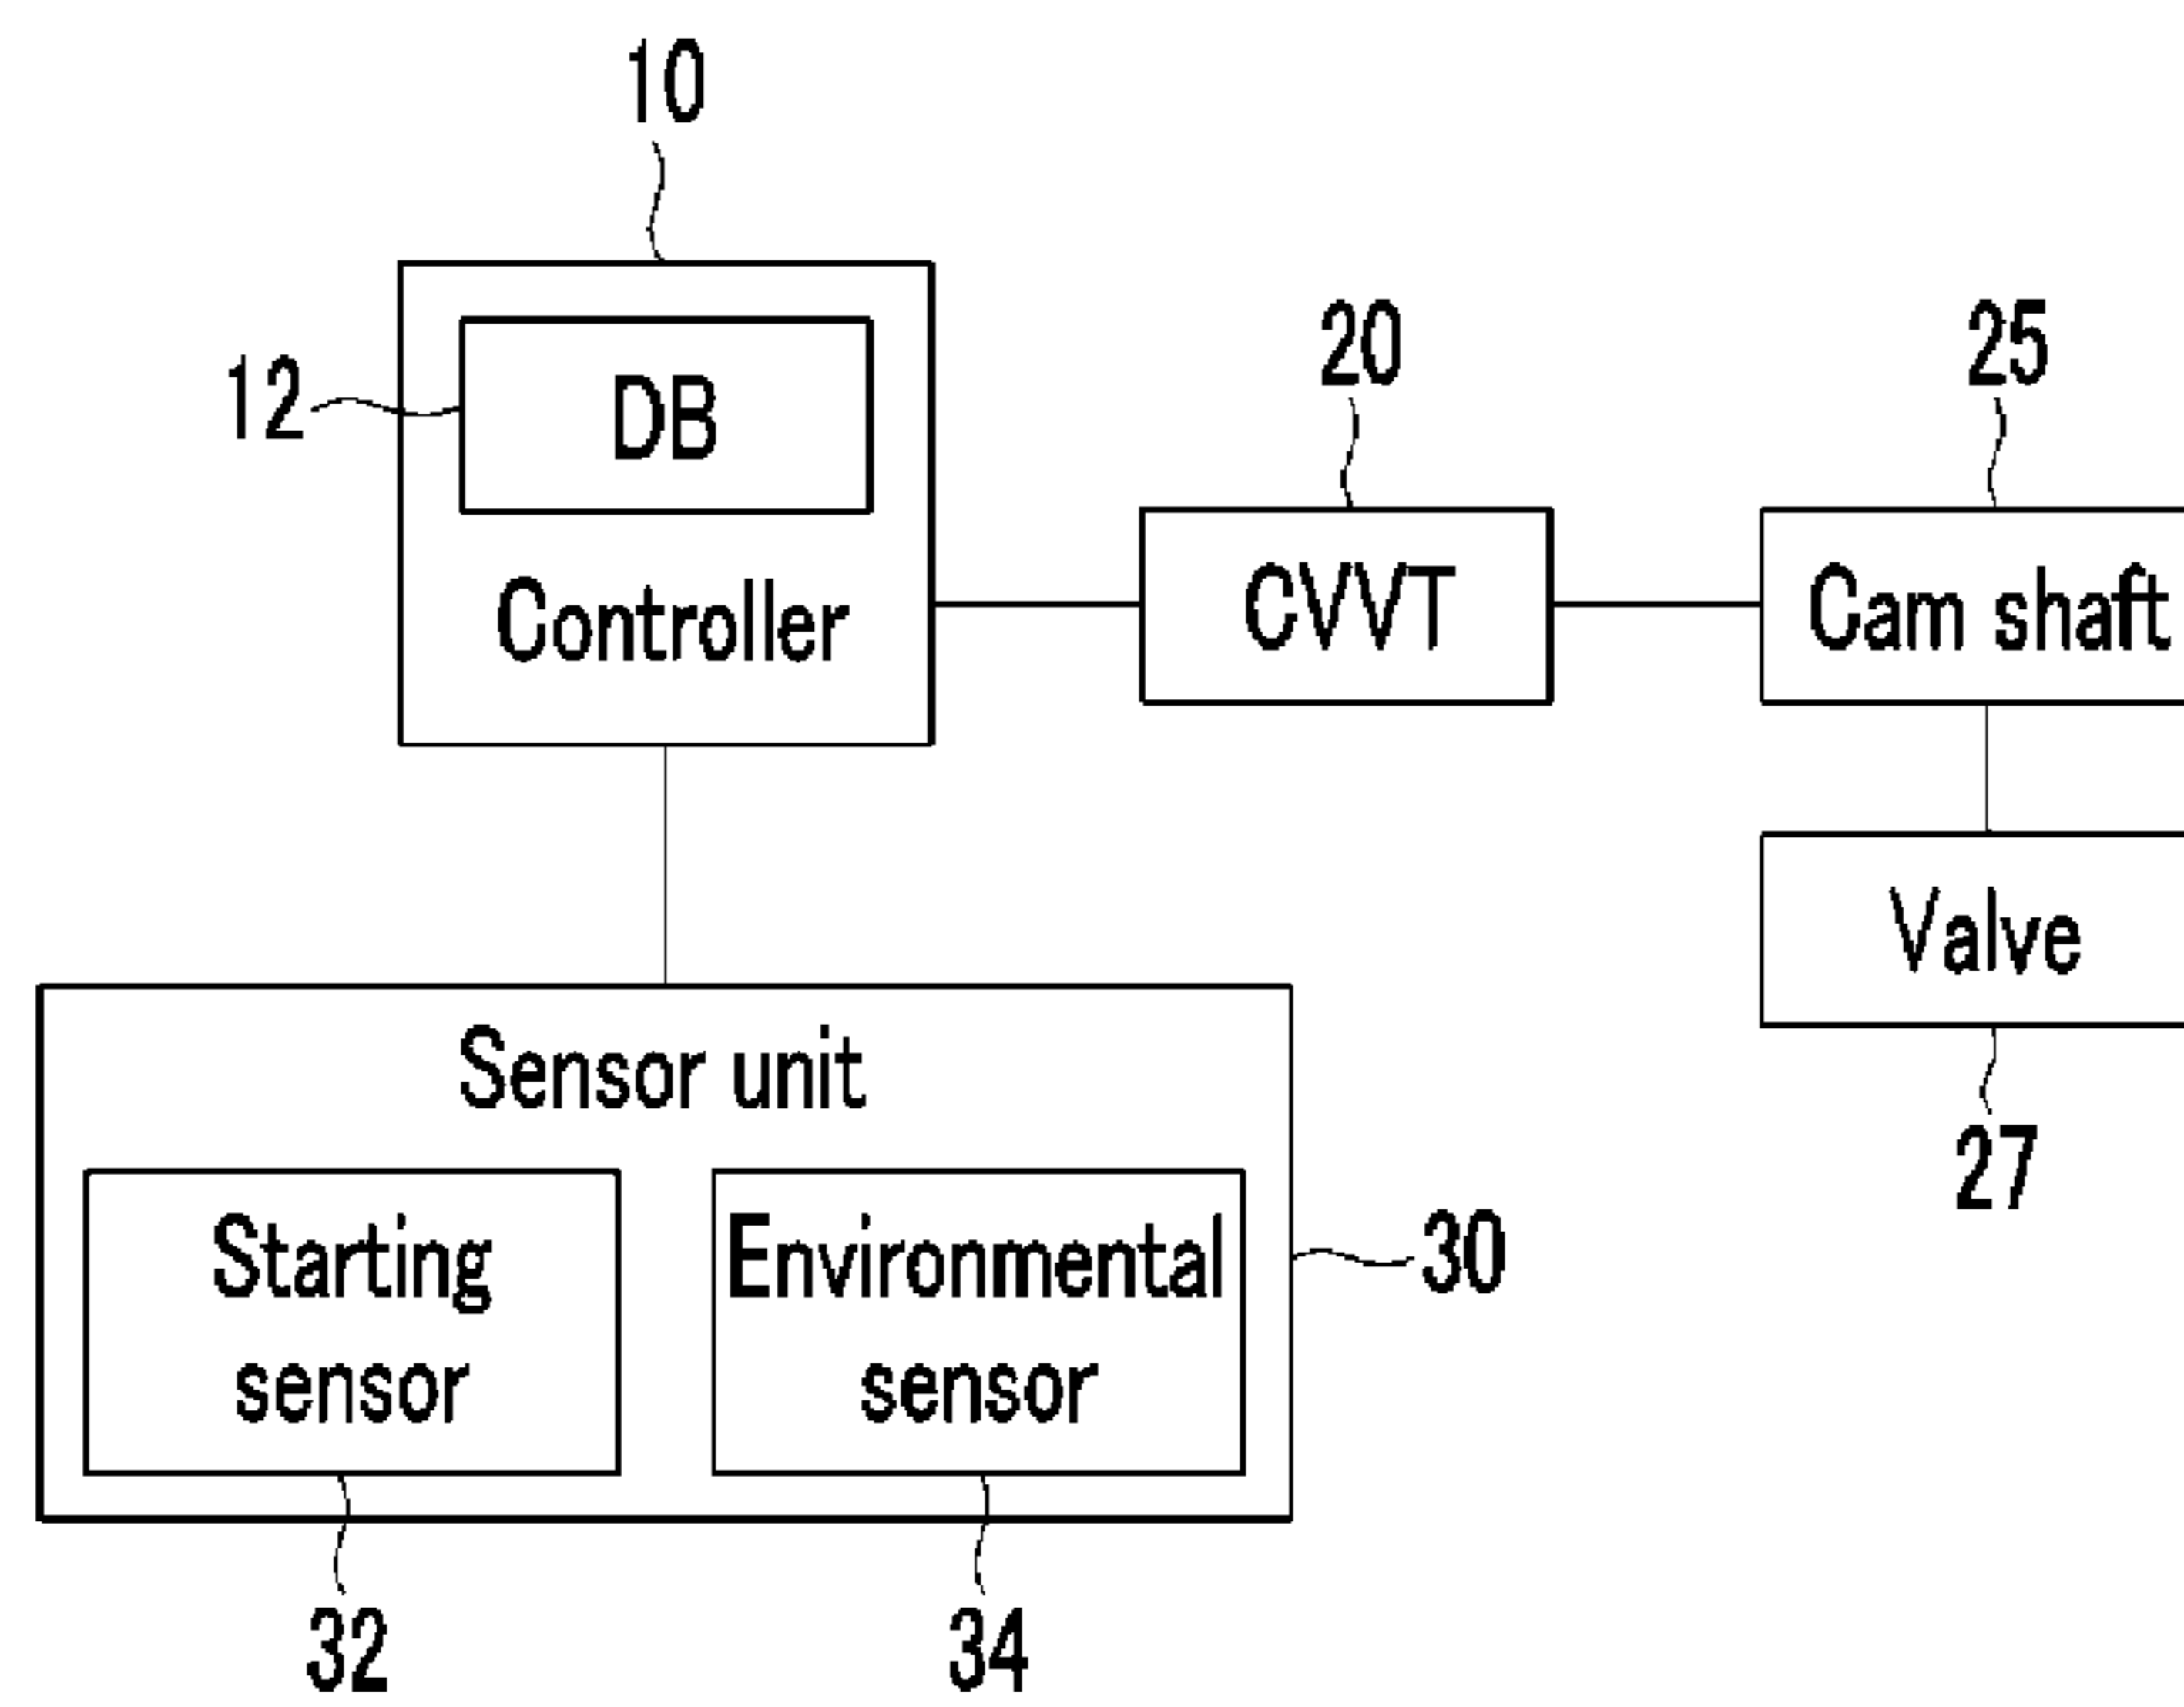 10
12
DB
Controller
20
CVVT
25
Cam shaft
Valve
27
Sensor unit
Starting
sensor
Environmental
sensor
30
32
34